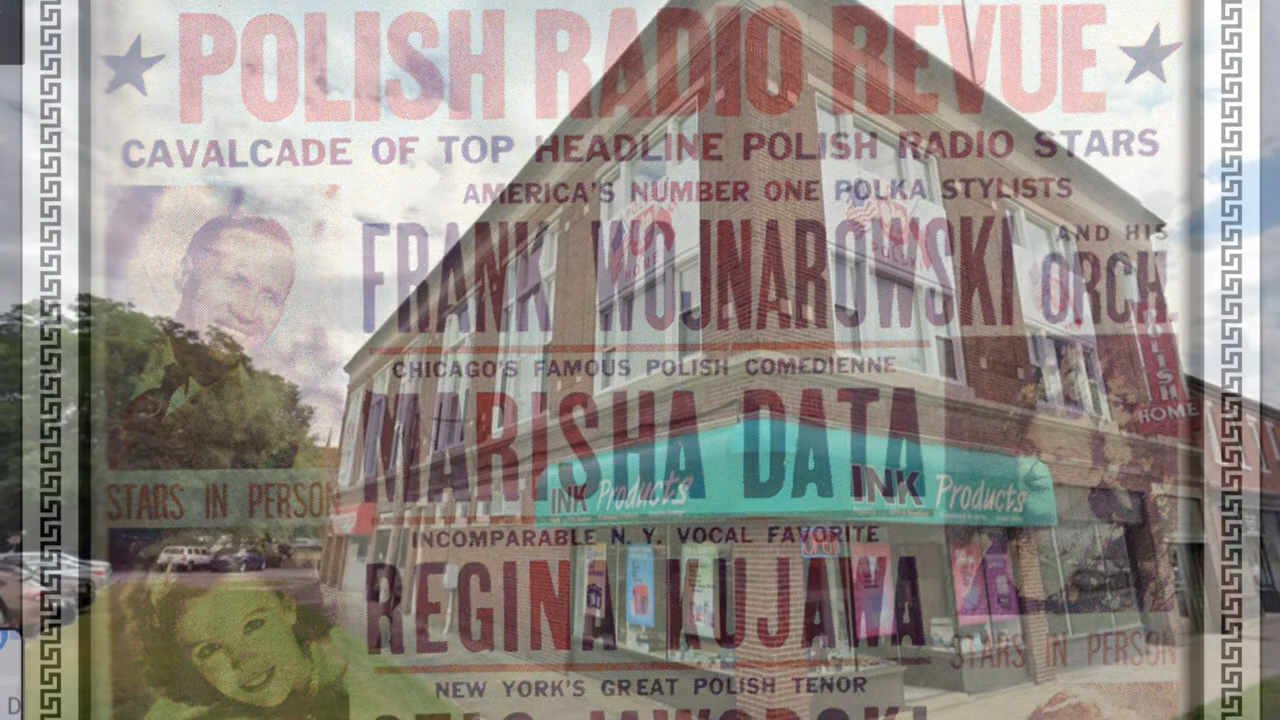 POLISH RADIO REVUE
CAVALCADE OF TOP HEADLINE POLISH RADIO STARS
AMERICA'S NUMBER ONE POLKA STYLISTS
FRANK WOJNAROWSKI AND HIS ORCH.
CHICAGO'S FAMOUS POLISH COMEDIENNE
MARISHA DATA
POLISH
HOME
INK Products
INK Products
STARS IN PERSON
INCOMPARABLE N.Y. VOCAL FAVORITE
OPEN
REGINA KUJAWA
STARS IN PERSON
NEW YORK'S GREAT POLISH TENOR